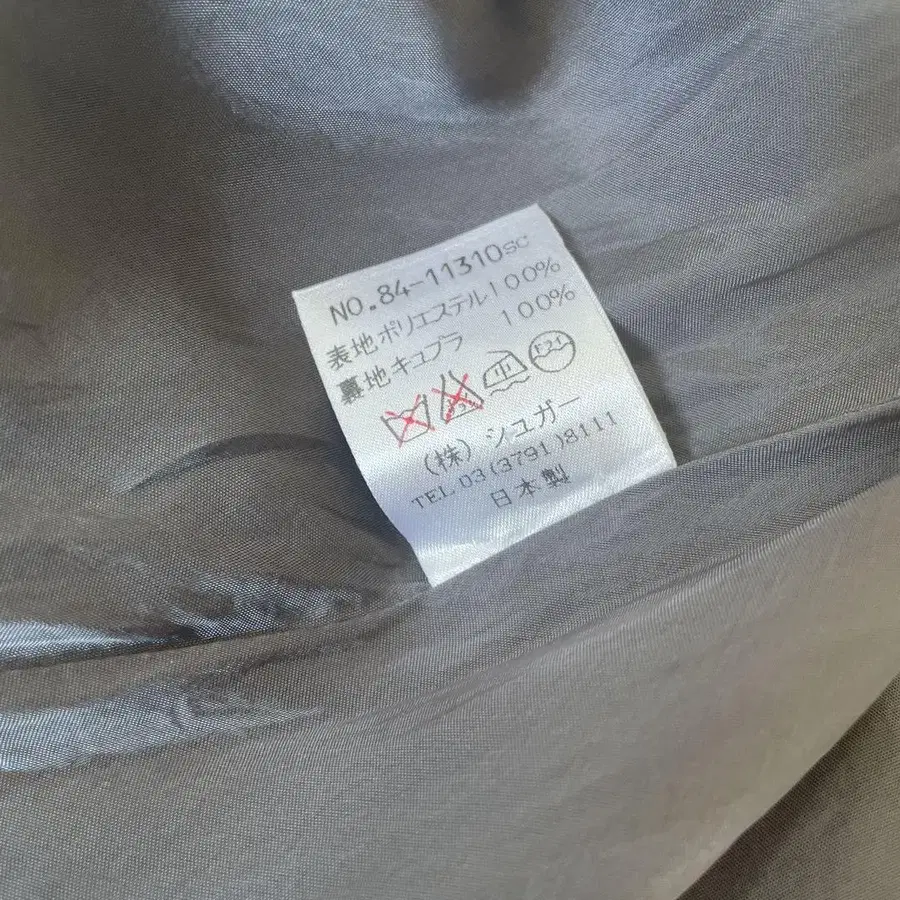 NO.84-11310SC
表地ポリエステル100%
裏地キュプラ 100%
中
(株) シュガー
TEL 03(3791)8111
日本製